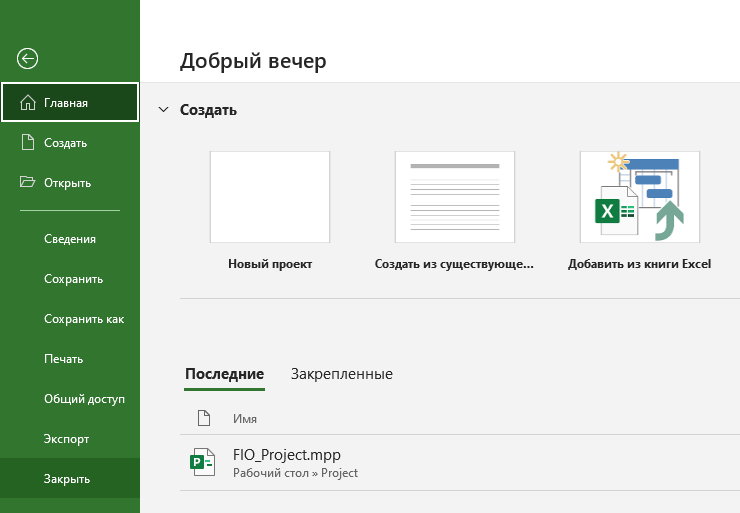 Добрый вечер
Главная
Создать
Открыть
Сведения
Сохранить
Сохранить как
Печать
Общий доступ
Экспорт
Закрыть
Создать
Новый проект
Создать из существующе...
Добавить из книги Excel
Последние
Закрепленные
Имя
FIO_Project.mpp
Рабочий стол » Project